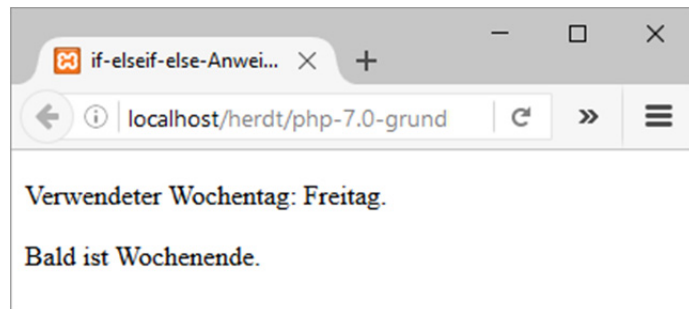 if-elseif-else-Anwei...
localhost/herdt/php-7.0-grund
Verwendeter Wochentag: Freitag.
Bald ist Wochenende.